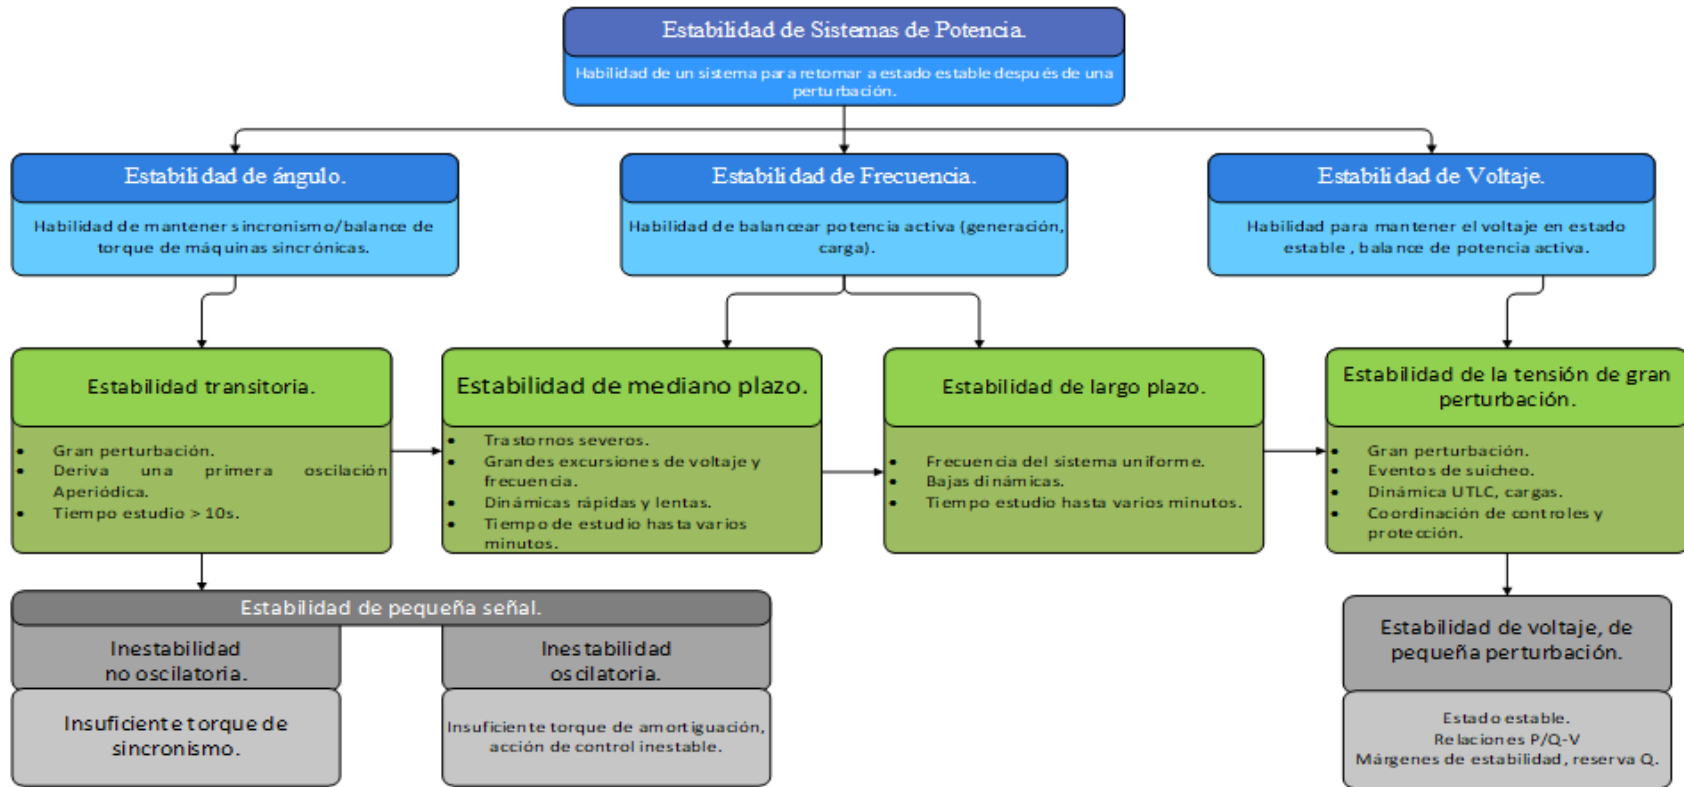 Estabilidad de Sistemas de Potencia.
Habilidad de un sistema para retomar a estado estable después de una
perturbación.
Estabilidad de ángulo.
Habilidad de mantener sincronismo/balance de
torque de máquinas sincrónicas.
Estabilidad de Frecuencia.
Habilidad de balancear potencia activa (generación,
carga).
Estabilidad de Voltaje.
Habilidad para mantener el voltaje en estado
estable , balance de potencia activa.
Estabilidad transitoria.
• Gran perturbación.
• Deriva una primera oscilación
Aperiódica.
• Tiempo estudio > 10s.
Estabilidad de mediano plazo.
• Trastornos severos.
• Grandes excursiones de voltaje y
frecuencia.
• Dinámicas rápidas y lentas.
• Tiempo de estudio hasta varios
minutos.
Estabilidad de largo plazo.
• Frecuencia del sistema uniforme.
• Bajas dinámicas.
• Tiempo estudio hasta varios minutos.
Estabilidad de la tensión de gran
perturbación.
• Gran perturbación.
• Eventos de suicheo.
• Dinámica UTLC, cargas.
• Coordinación de controles y
protección.
Estabilidad de pequeña señal.
Inestabilidad
no oscilatoria.
Insuficiente torque de
sincronismo.
Inestabilidad
oscilatoria.
Insuficiente torque de amortiguación,
acción de control inestable.
Estabilidad de voltaje, de
pequeña perturbación.
Estado estable.
Relaciones P/Q-V
Márgenes de estabilidad, reserva Q.